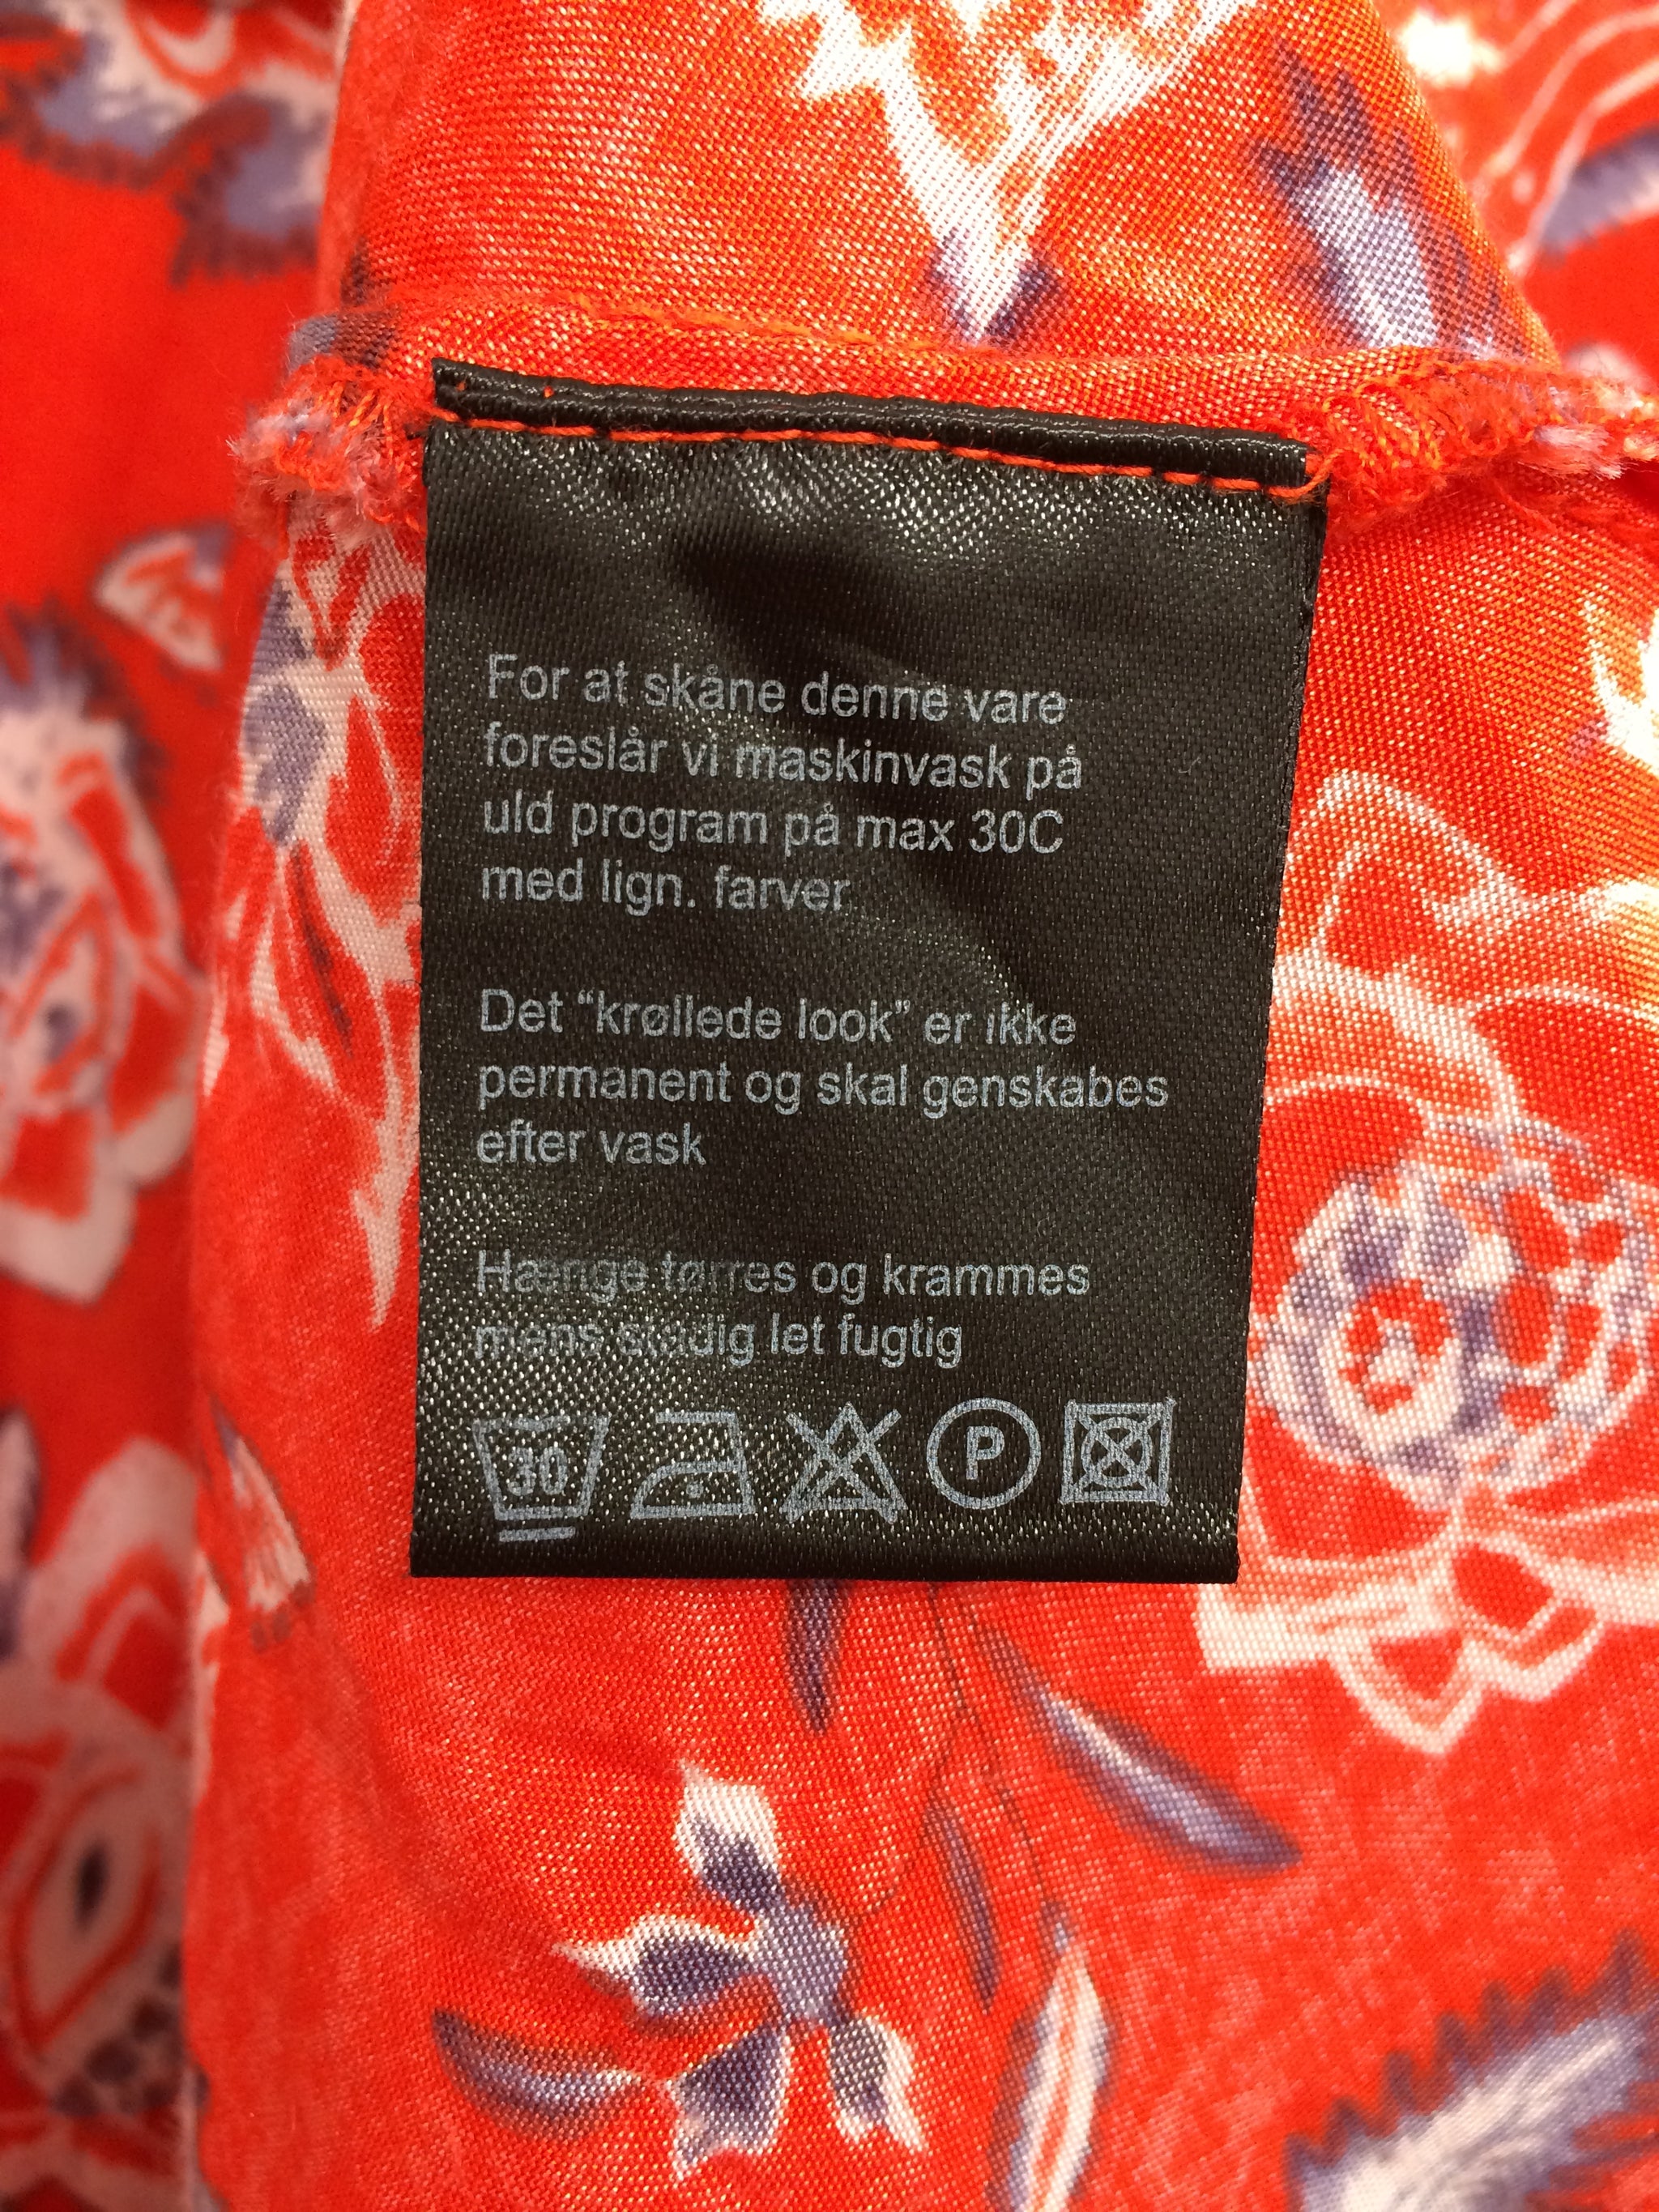 For at skåne denne vare
foreslår vi maskinvask på
uld program på max 30C
med lign. farver
Det “krøllede look” er ikke
permanent og skal genskabes
efter vask
Hænge tørres og krammes
mens stadig let fugtig
30 P